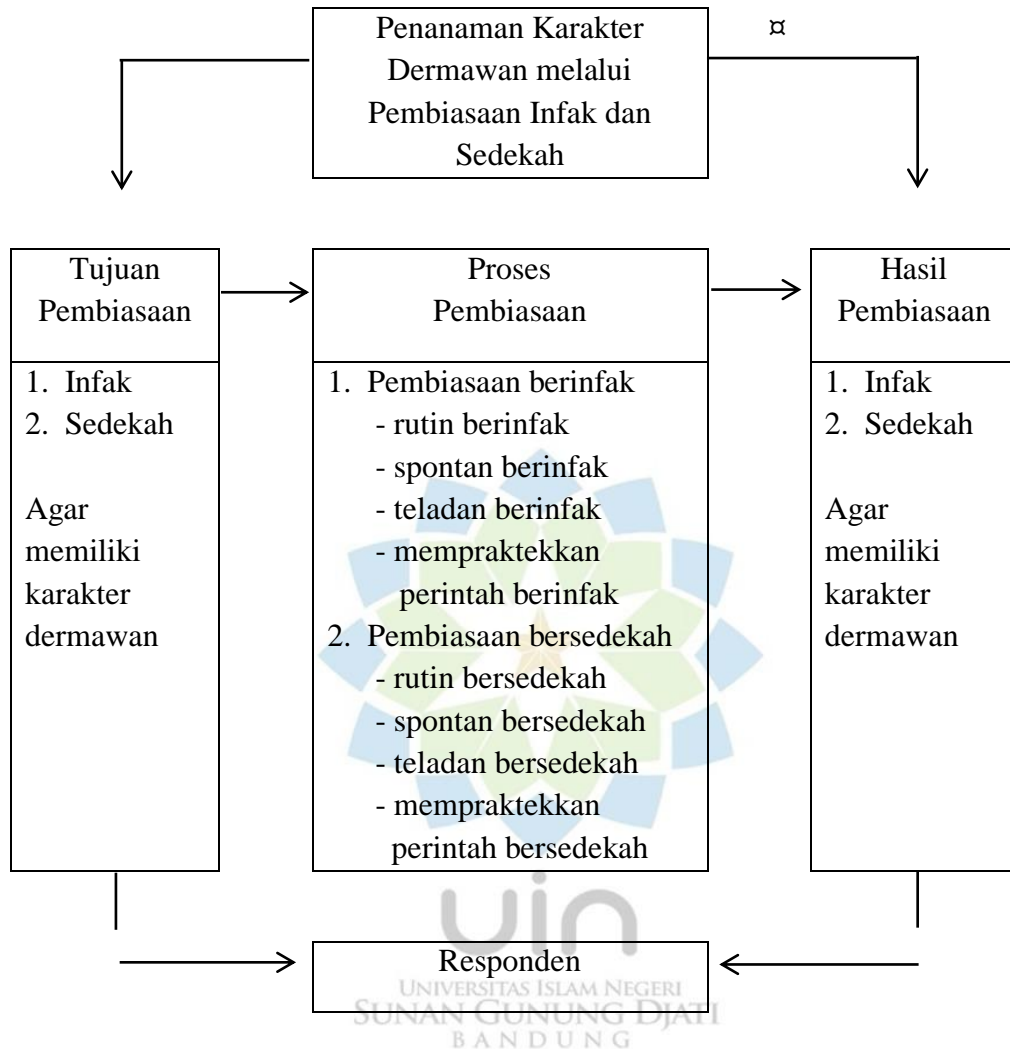 Penanaman Karakter
Dermawan melalui
Pembiasaan Infak dan
Sedekah
¤
Tujuan
Pembiasaan
1. Infak
2. Sedekah
Agar
memiliki
karakter
dermawan
Proses
Pembiasaan
1. Pembiasaan berinfak
- rutin berinfak
- spontan berinfak
- teladan berinfak
- mempraktekkan
perintah berinfak
2. Pembiasaan bersedekah
- rutin bersedekah
- spontan bersedekah
- teladan bersedekah
- mempraktekkan
perintah bersedekah
Hasil
Pembiasaan
1. Infak
2. Sedekah
Agar
memiliki
karakter
dermawan
uin
Responden
UNIVERSITAS ISLAM NEGERI
SUNAN GUNUNG DJATI
BANDUNG